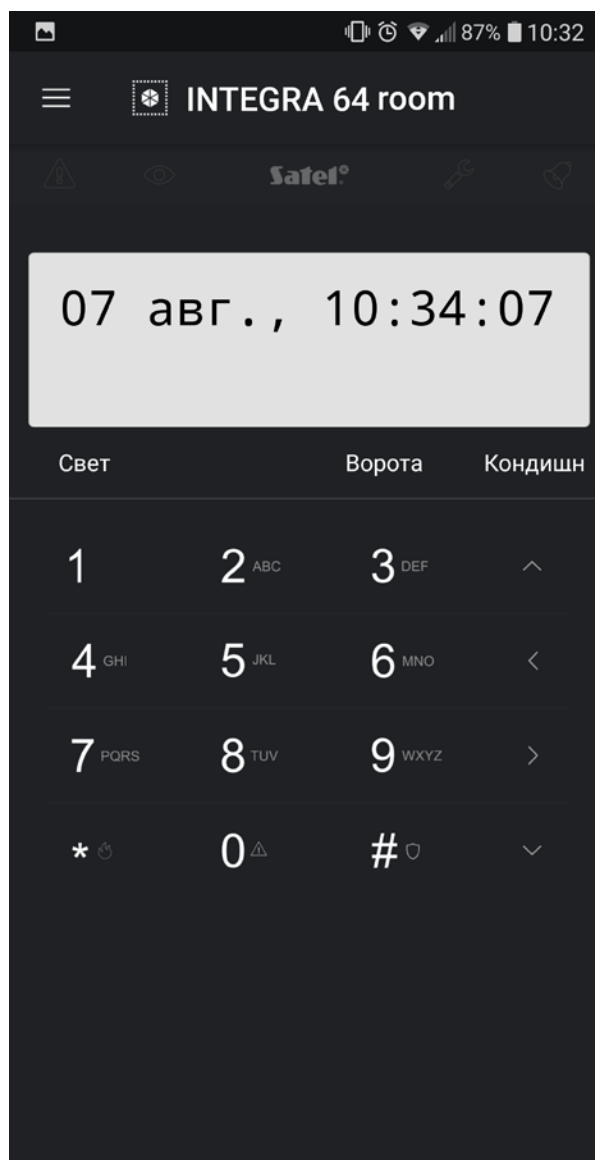 87% 10:32
INTEGRA 64 room
Satel®
07 авг., 10:34:07
Свет Ворота Кондишн
1 2 ABC 3 DEF
4 GHI 5 JKL 6 MNO
7 PQRS 8 TUV 9 WXYZ
* 0 #